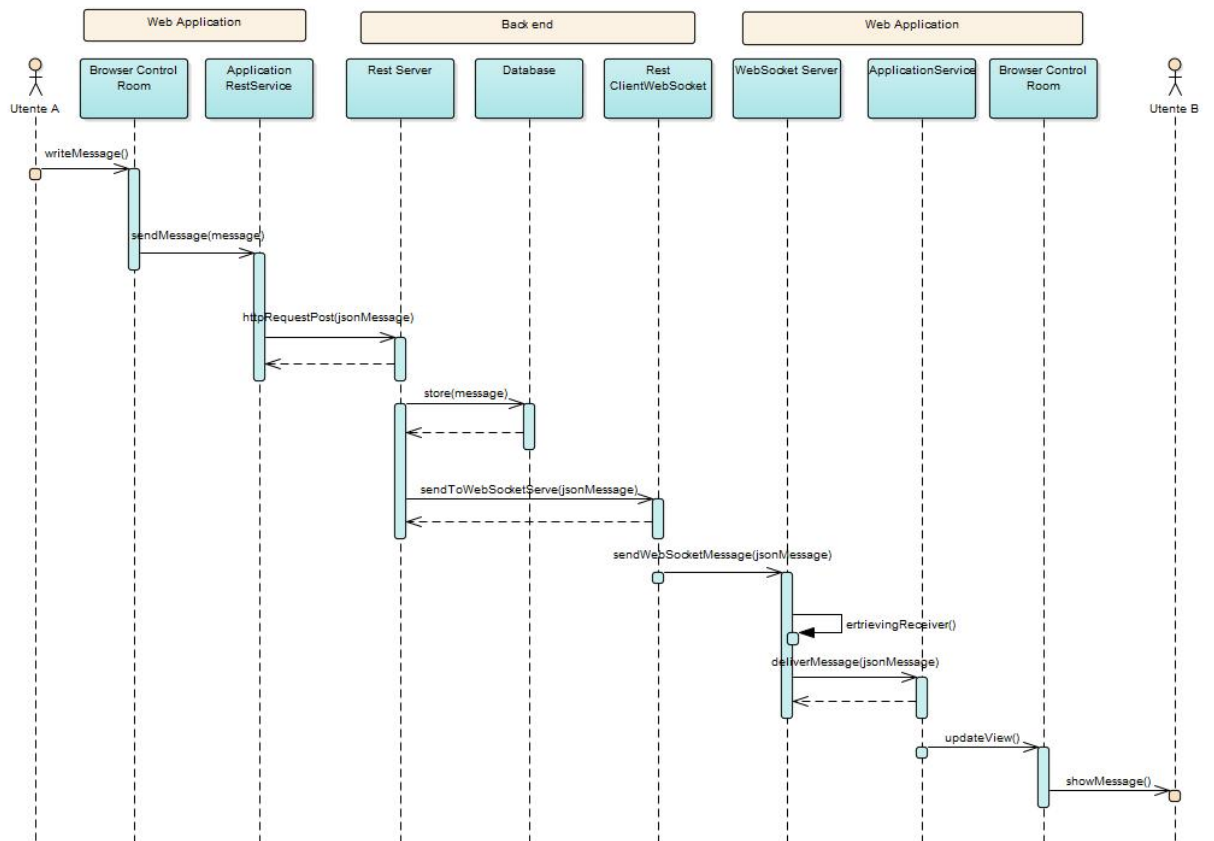 Web Application
Back end
Web Application
Browser Control
Room
Application
RestService
Rest Server
Database
Rest
ClientWebSocket
WebSocket Server
ApplicationService
Browser Control
Room
Utente A
Utente B
writeMessage()
sendMessage(message)
httpRequestPost(jsonMessage)
store(message)
sendToWebSocketServe(jsonMessage)
sendWebSocketMessage(jsonMessage)
ertrievingReceiver()
deliverMessage(jsonMessage)
updateView()
showMessage()